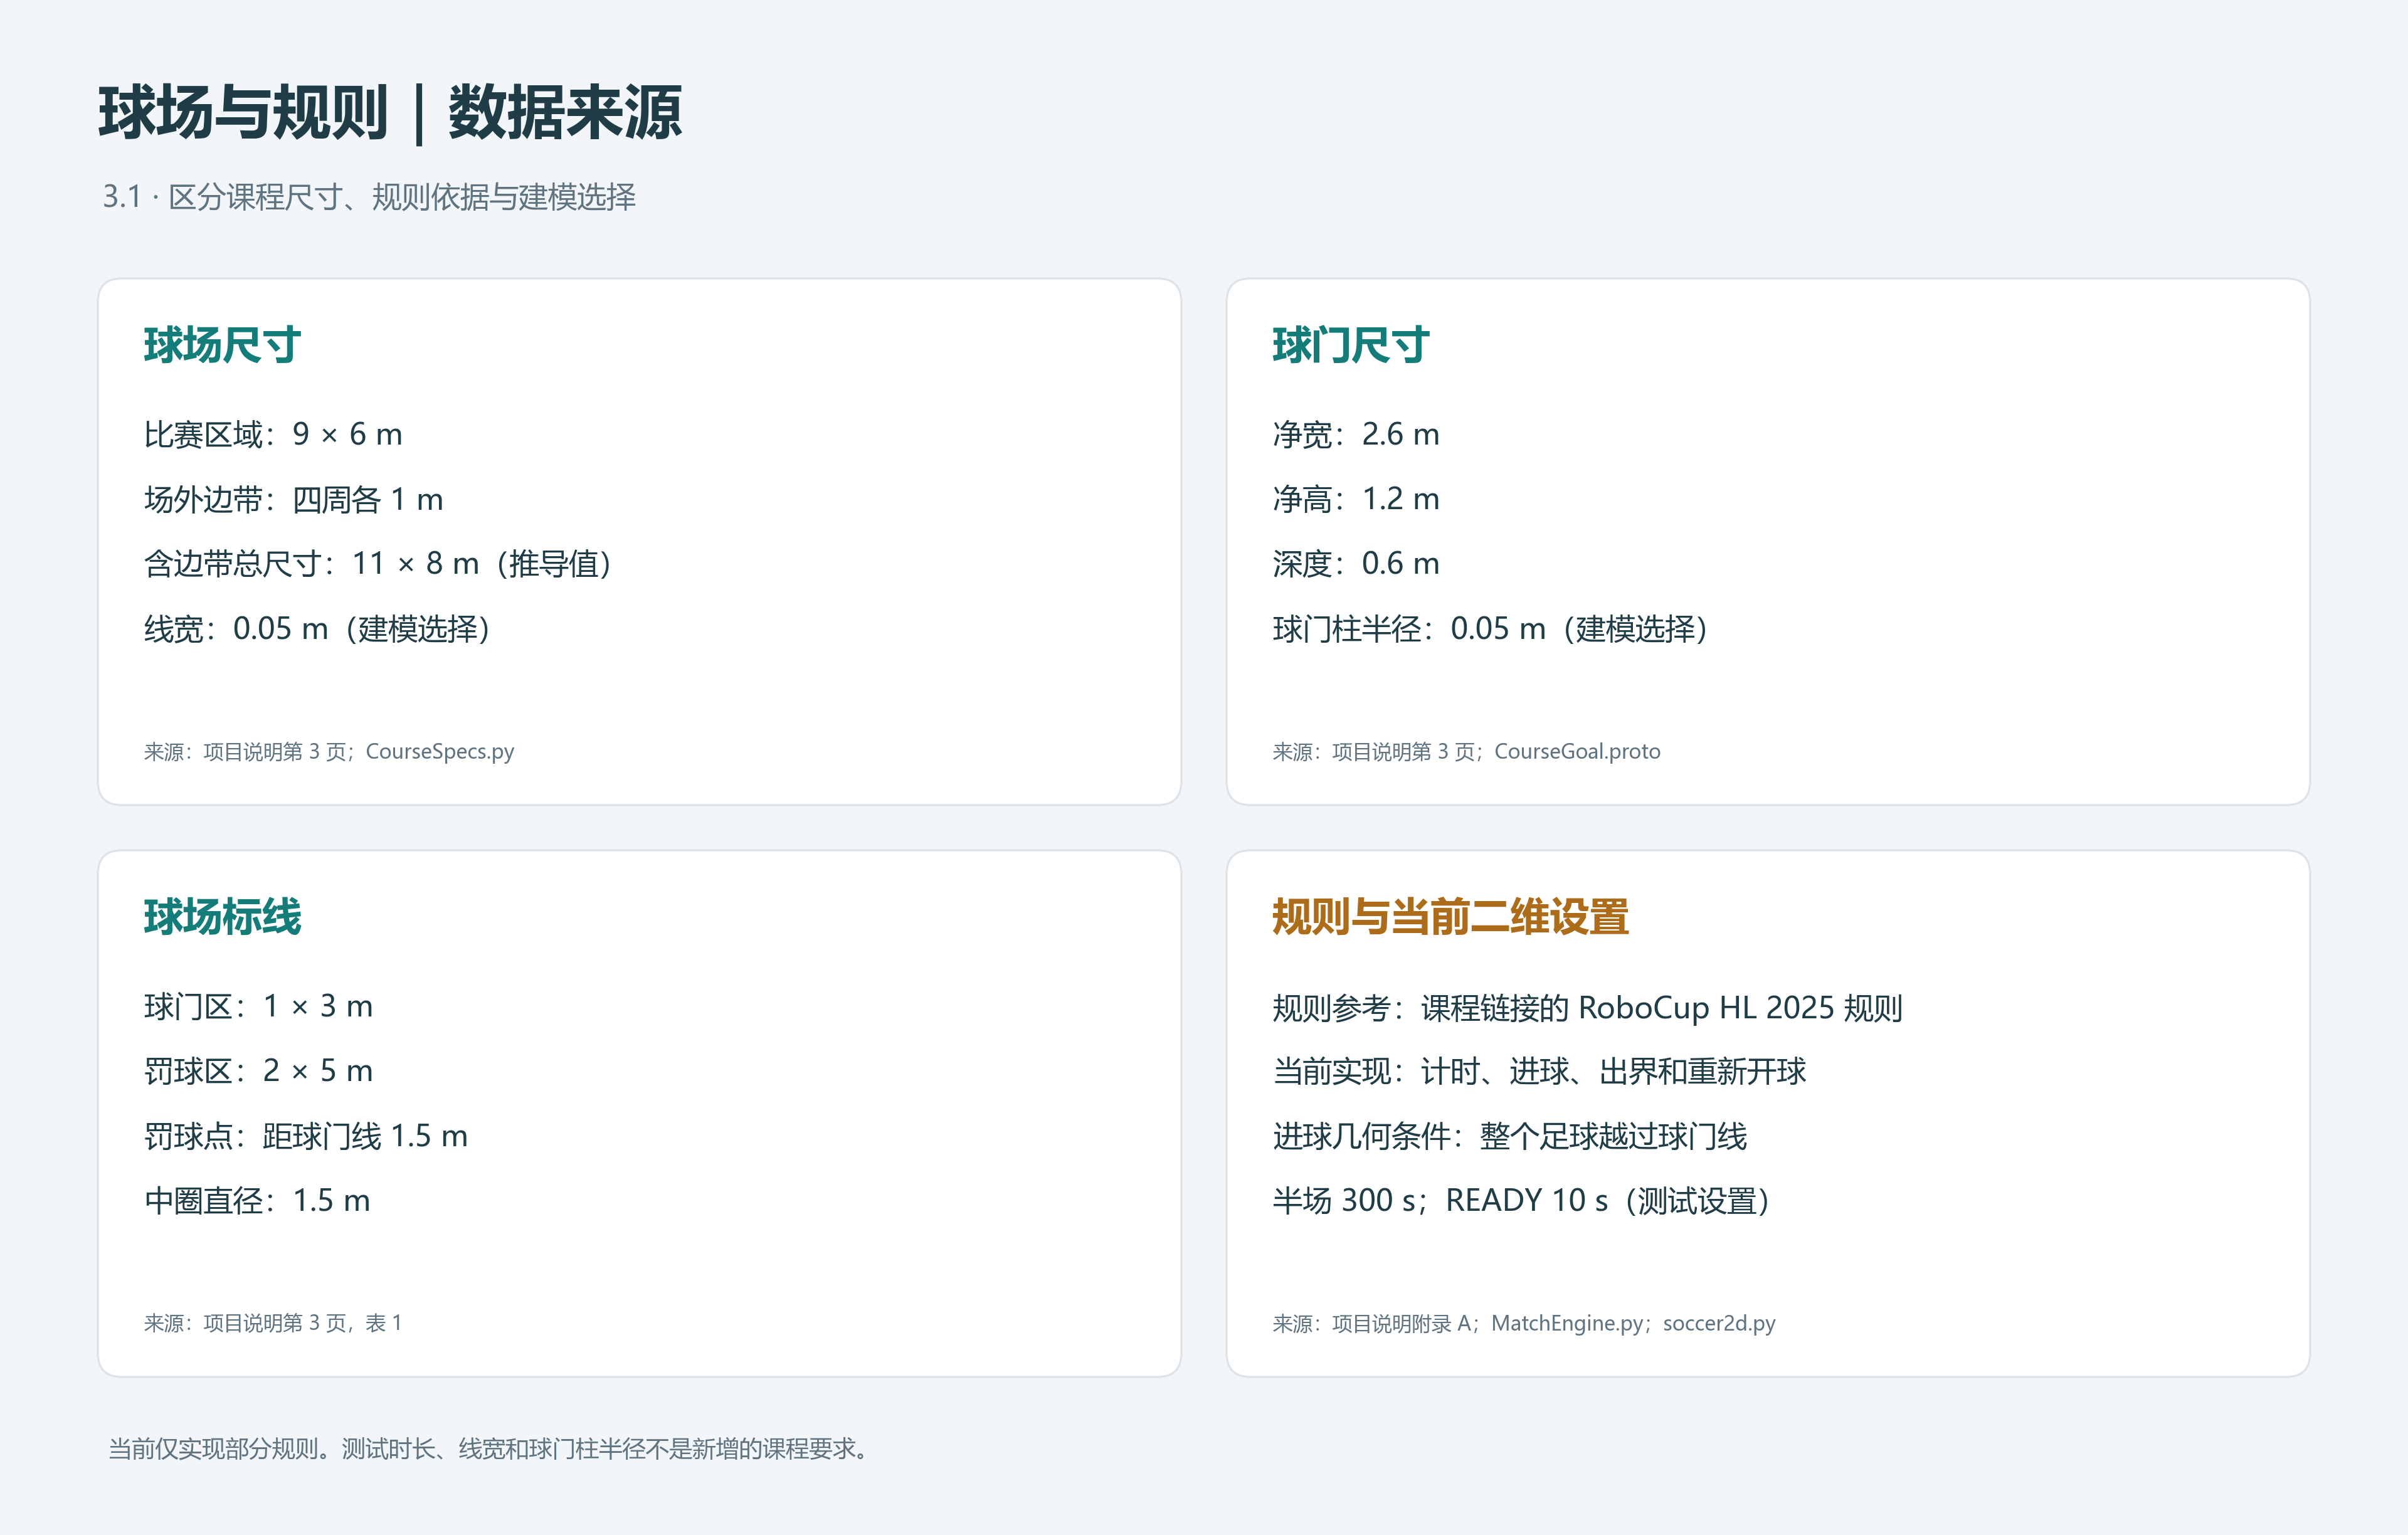 球场与规则｜数据来源
3.1 · 区分课程尺寸、规则依据与建模选择
球场尺寸
比赛区域：9 × 6 m
场外边带：四周各 1 m
含边带总尺寸：11 × 8 m（推导值）
线宽：0.05 m（建模选择）
来源：项目说明第 3 页；CourseSpecs.py
球门尺寸
净宽：2.6 m
净高：1.2 m
深度：0.6 m
球门柱半径：0.05 m（建模选择）
来源：项目说明第 3 页；CourseGoal.proto
球场标线
球门区：1 × 3 m
罚球区：2 × 5 m
罚球点：距球门线 1.5 m
中圈直径：1.5 m
来源：项目说明第 3 页，表 1
规则与当前二维设置
规则参考：课程链接的 RoboCup HL 2025 规则
当前实现：计时、进球、出界和重新开球
进球几何条件：整个足球越过球门线
半场 300 s；READY 10 s（测试设置）
来源：项目说明附录 A；MatchEngine.py；soccer2d.py
当前仅实现部分规则。测试时长、线宽和球门柱半径不是新增的课程要求。